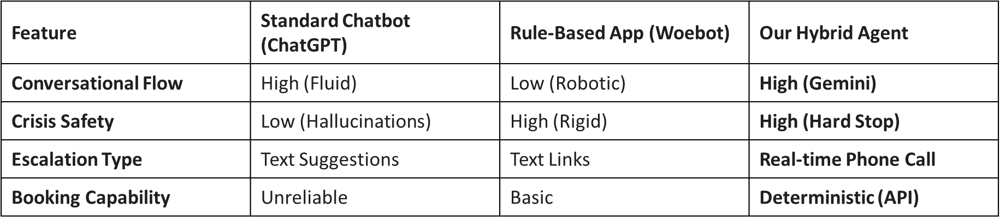 Feature
Standard Chatbot
(ChatGPT)
Rule-Based App (Woebot)
Our Hybrid Agent
Conversational Flow
High (Fluid)
Low (Robotic)
High (Gemini)
Crisis Safety
Low (Hallucinations)
High (Rigid)
High (Hard Stop)
Escalation Type
Text Suggestions
Text Links
Real-time Phone Call
Booking Capability
Unreliable
Basic
Deterministic (API)